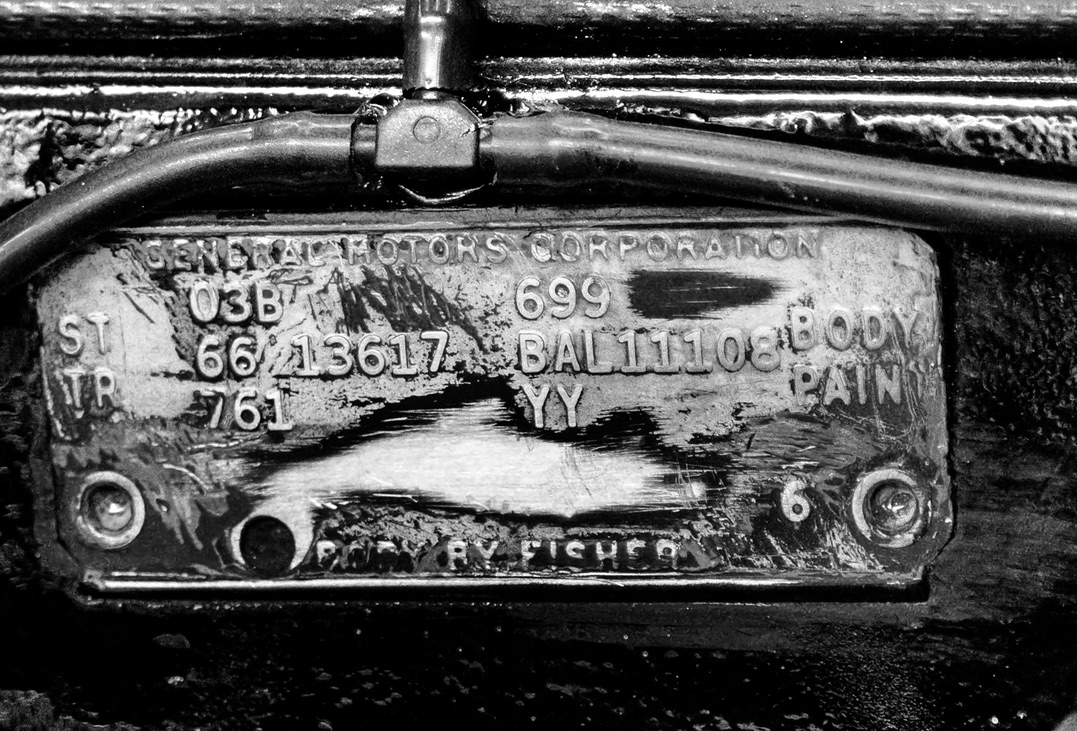 GENERAL MOTORS CORPORATION
03B 699
ST 66 13617 BAL11108 BODY
TR 761 YY PAINT
6
BODY BY FISHER